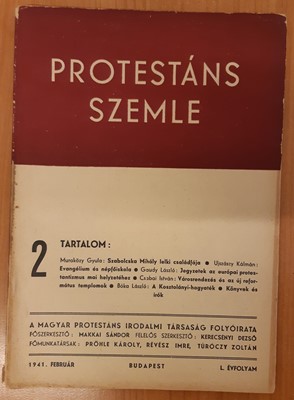 PROTESTÁNS
SZEMLE
2
TARTALOM:
Muraközy Gyula: Szabolcska Mihály lelki családfája • Ujszászy Kálmán:
Evangélium és népfőiskola • Gaudy László: Jegyzetek az európai protes-
tantizmus mai helyzetéhez • Csabai István: Városrendezés és az új refor-
mátus templomok • Bóka László: A Kosztolányi-hagyaték • Könyvek és
írók
A MAGYAR PROTESTÁNS IRODALMI TÁRSASÁG FOLYÓIRATA
FŐSZERKESZTŐ: MAKKAI SÁNDOR FELELŐS SZERKESZTŐ: KERECSÉNYI DEZSŐ
FŐMUNKATÁRSAK: PRŐHLE KÁROLY, RÉVÉSZ IMRE, TÚRÓCZY ZOLTÁN
1941. FEBRUÁR BUDAPEST L. ÉVFOLYAM